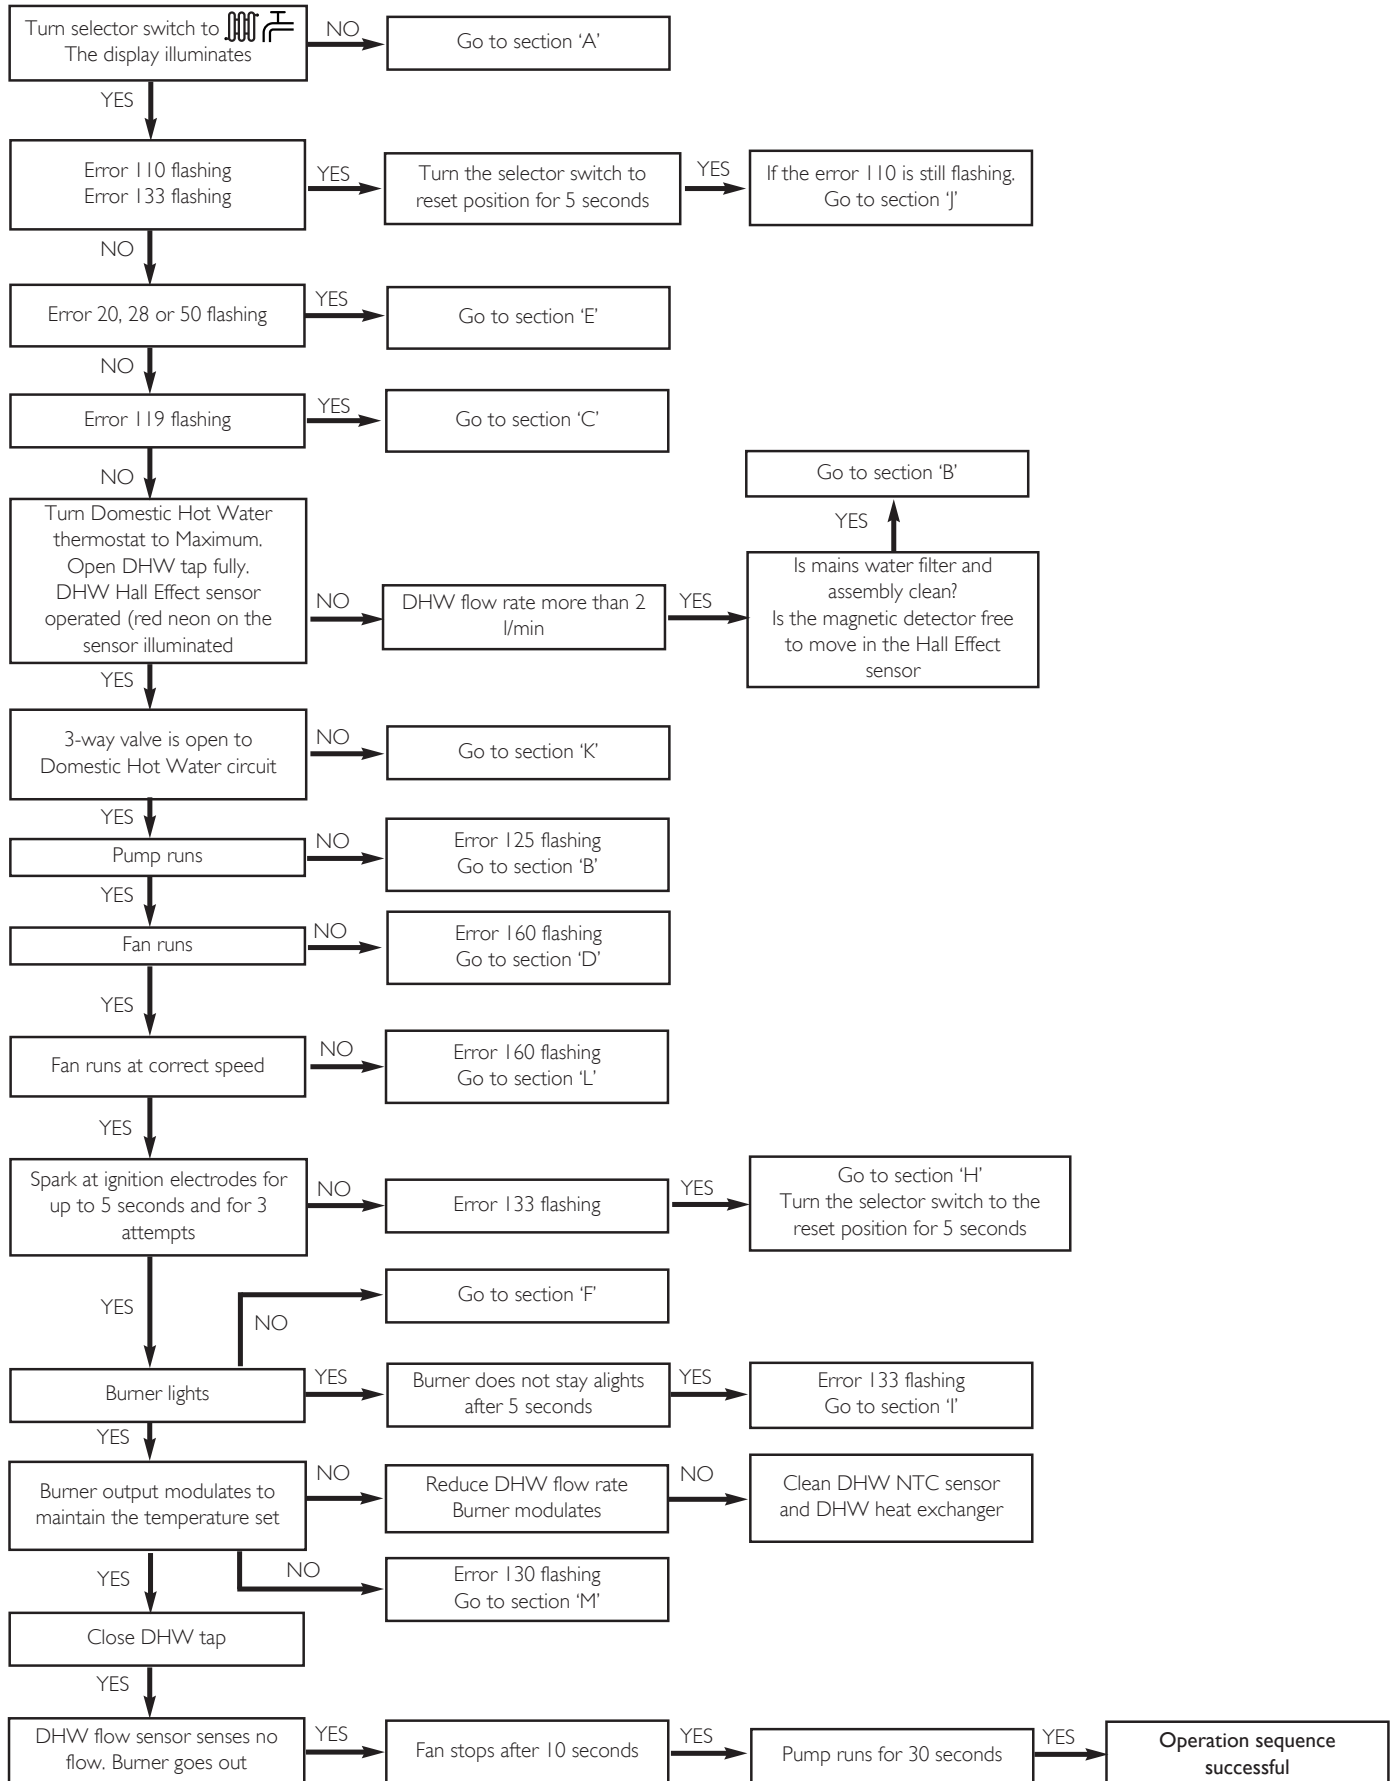 Turn selector switch to
The display illuminates
NO
Go to section ‘A’
YES
Error 110 flashing
Error 133 flashing
YES
Turn the selector switch to
reset position for 5 seconds
YES
If the error 110 is still flashing.
Go to section ‘J’
NO
Error 20, 28 or 50 flashing
YES
Go to section ‘E’
NO
Error 119 flashing
YES
Go to section ‘C’
NO
Turn Domestic Hot Water
thermostat to Maximum.
Open DHW tap fully.
DHW Hall Effect sensor
operated (red neon on the
sensor illuminated
NO
DHW flow rate more than 2
l/min
YES
Is mains water filter and
assembly clean?
Is the magnetic detector free
to move in the Hall Effect
sensor
YES
Go to section ‘B’
YES
3-way valve is open to
Domestic Hot Water circuit
NO
Go to section ‘K’
YES
Pump runs
NO
Error 125 flashing
Go to section ‘B’
YES
Fan runs
NO
Error 160 flashing
Go to section ‘D’
YES
Fan runs at correct speed
NO
Error 160 flashing
Go to section ‘L’
YES
Spark at ignition electrodes for
up to 5 seconds and for 3
attempts
NO
Error 133 flashing
YES
Go to section ‘H’
Turn the selector switch to the
reset position for 5 seconds
YES
NO
Go to section ‘F’
Burner lights
YES
Burner does not stay alights
after 5 seconds
YES
Error 133 flashing
Go to section ‘I’
YES
Burner output modulates to
maintain the temperature set
NO
Reduce DHW flow rate
Burner modulates
NO
Clean DHW NTC sensor
and DHW heat exchanger
NO
Error 130 flashing
Go to section ‘M’
YES
Close DHW tap
YES
DHW flow sensor senses no
flow. Burner goes out
YES
Fan stops after 10 seconds
YES
Pump runs for 30 seconds
YES
Operation sequence
successful